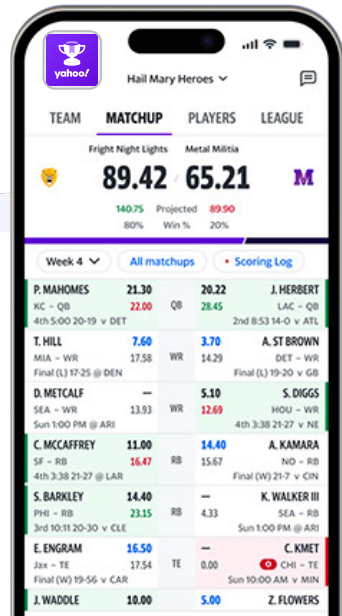 yahoo!
Hail Mary Heroes
TEAM MATCHUP PLAYERS LEAGUE
Fright Night Lights Metal Militia
89.42 / 65.21 M
140.75 Projected 89.90
80% Win % 20%
Week 4 All matchups • Scoring Log
P. MAHOMES 21.30 20.22 J. HERBERT
KC - QB 22.00 QB 28.45 LAC - QB
4th 5:00 20-19 v DET 2nd 8:53 14-0 v ATL
T. HILL 7.60 3.70 A. ST BROWN
MIA - WR 17.58 WR 14.29 DET - WR
Final (L) 17-25 @ DEN Final (L) 19-20 v GB
D. METCALF — 5.10 S. DIGGS
SEA - WR 13.93 WR 12.69 HOU - WR
Sun 1:00 PM @ ARI 4th 3:38 21-27 v NE
C. MCCAFFREY 11.00 14.40 A. KAMARA
SF - RB 16.47 RB 15.67 NO - RB
4th 3:38 21-27 @ LAR Final (W) 21-7 v CIN
S. BARKLEY 14.40 — K. WALKER III
PHI - RB 23.15 RB 4.33 SEA - RB
3rd 10:11 20-30 v CLE Sun 1:00 PM @ ARI
E. ENGRAM 16.50 — C. KMET
Jax - TE 17.54 TE 0.00 O CHI - TE
Final (W) 19-56 v CAR Sun 10:00 AM v MIN
J. WADDLE 10.00 5.00 Z. FLOWERS